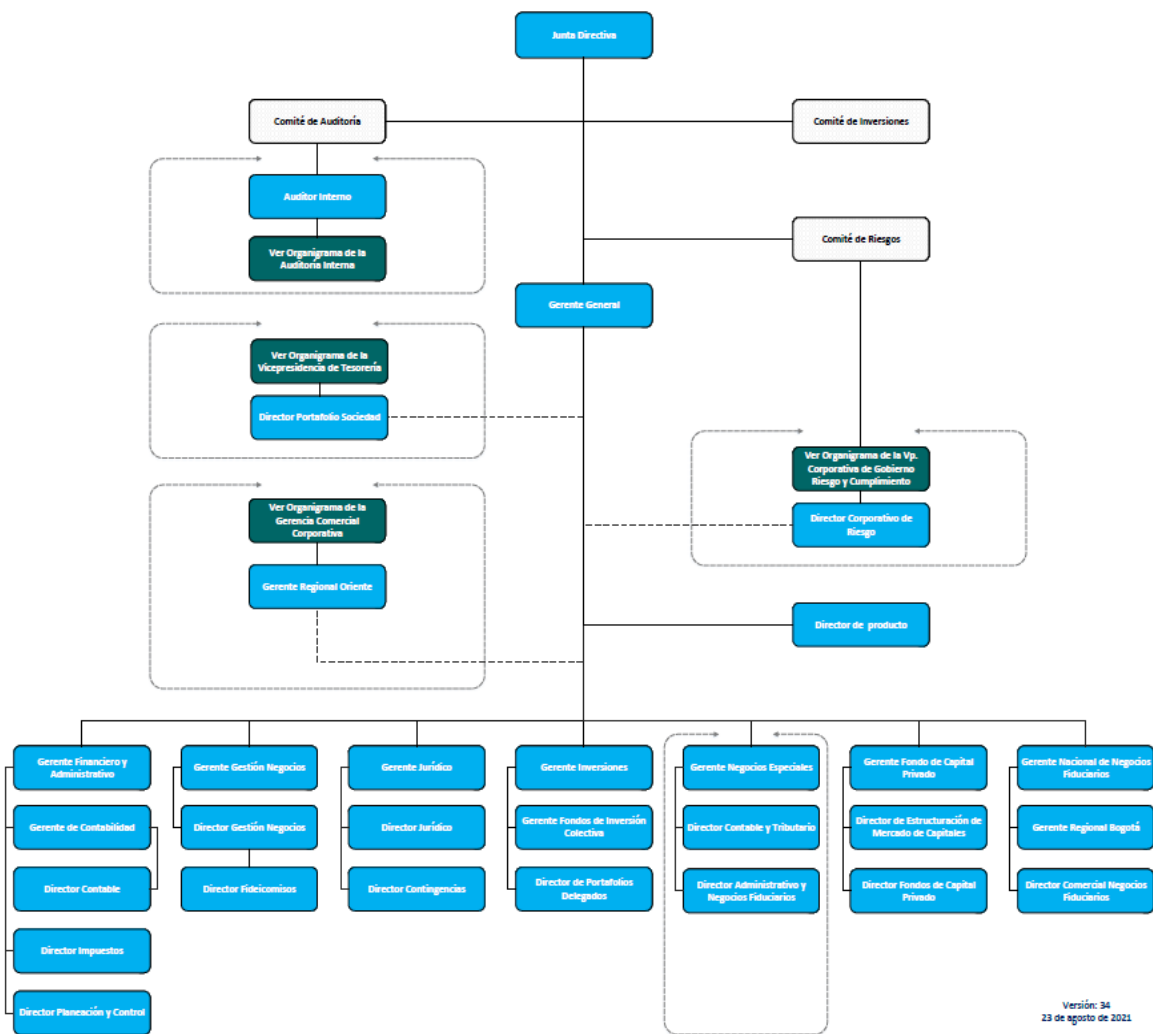 Junta Directiva
Comité de Auditoría
Comité de Inversiones
Auditor Interno
Ver Organigrama de la
Auditoría Interna
Comité de Riesgos
Gerente General
Ver Organigrama de la
Vicepresidencia de Tesorería
Director Portafolio Sociedad
Ver Organigrama de la Vp.
Corporativa de Gobierno
Riesgo y Cumplimiento
Director Corporativo de
Riesgo
Ver Organigrama de la
Gerencia Comercial
Corporativa
Gerente Regional Oriente
Director de producto
Gerente Financiero y
Administrativo
Gerente Gestión Negocios
Gerente Jurídico
Gerente Inversiones
Gerente Negocios Especiales
Gerente Fondo de Capital
Privado
Gerente Nacional de Negocios
Fiduciarios
Gerente de Contabilidad
Director Gestión Negocios
Director Jurídico
Gerente Fondos de Inversión
Colectiva
Director Contable y Tributario
Director de Estructuración de
Mercado de Capitales
Gerente Regional Bogotá
Director Contable
Director Fideicomisos
Director Contingencias
Director de Portafolios
Delegados
Director Administrativo y
Negocios Fiduciarios
Director Fondos de Capital
Privado
Director Comercial Negocios
Fiduciarios
Director Impuestos
Director Planeación y Control
Versión: 34
23 de agosto de 2021